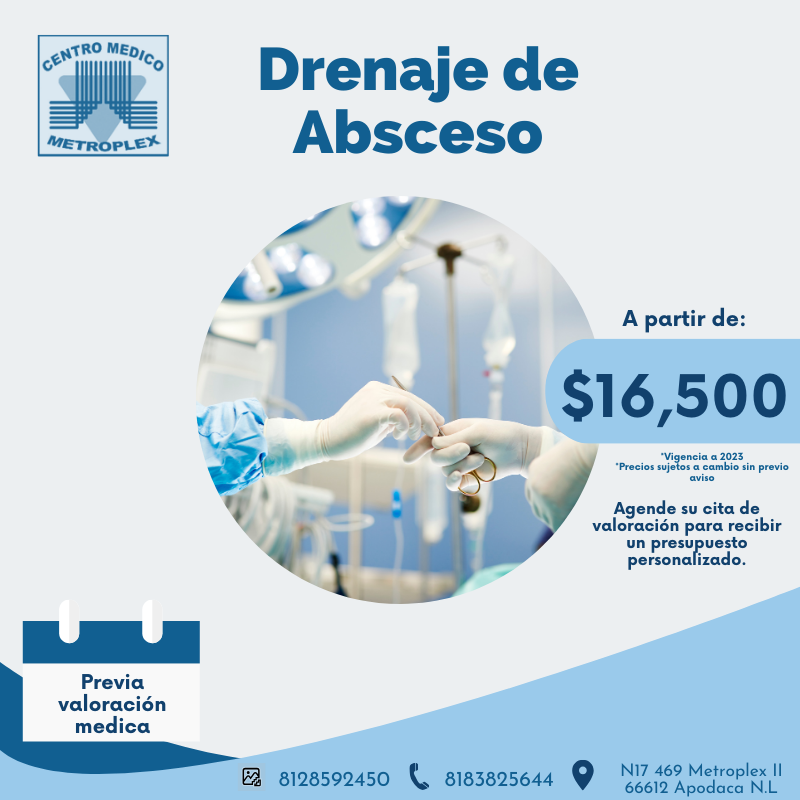 CENTRO MEDICO
METROPLEX
Drenaje de
Absceso
A partir de:
$16,500
*Vigencia a 2023
*Precios sujetos a cambio sin previo
aviso
Agende su cita de
valoración para recibir
un presupuesto
personalizado.
Previa
valoración
medica
8128592450
8183825644
N17 469 Metroplex II
66612 Apodaca N.L